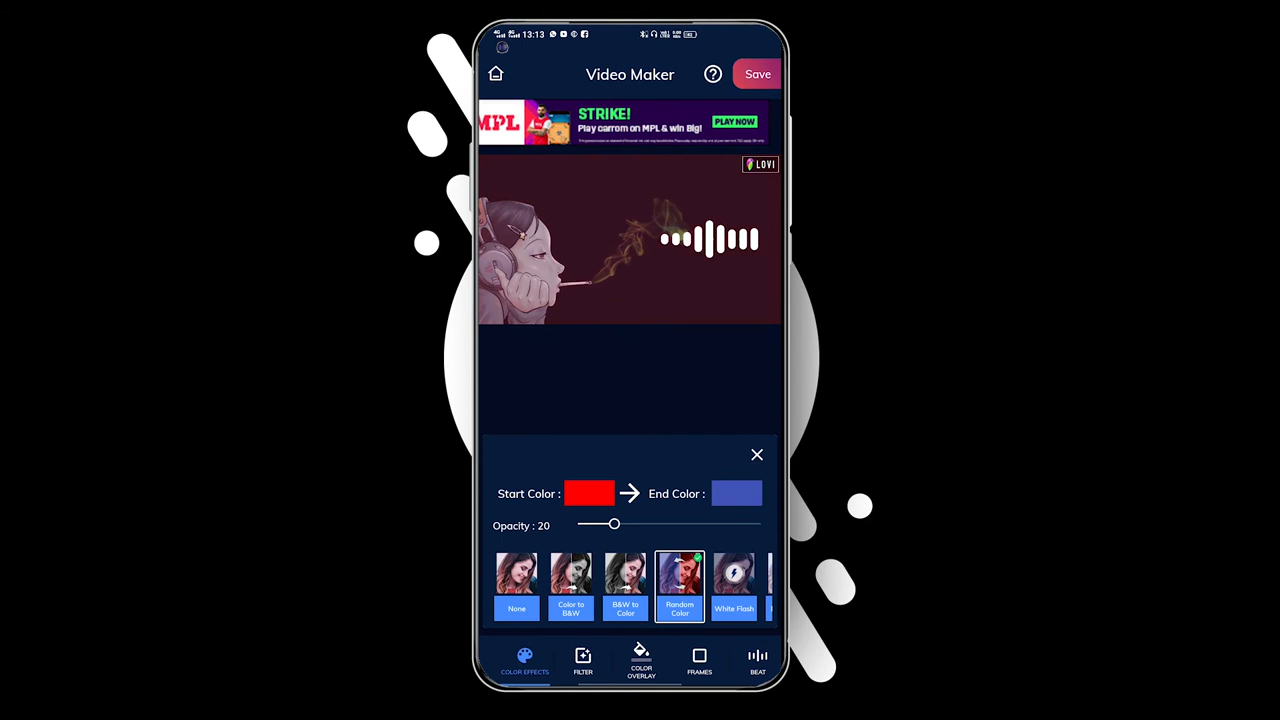 13:13
Video Maker
Save
MPL
STRIKE!
Play carrom on MPL & win Big!
PLAY NOW
LOVI
Start Color :
End Color :
Opacity : 20
None
Color to
B&W
B&W to
Color
Random
Color
White Flash
COLOR EFFECTS
FILTER
COLOR
OVERLAY
FRAMES
BEAT